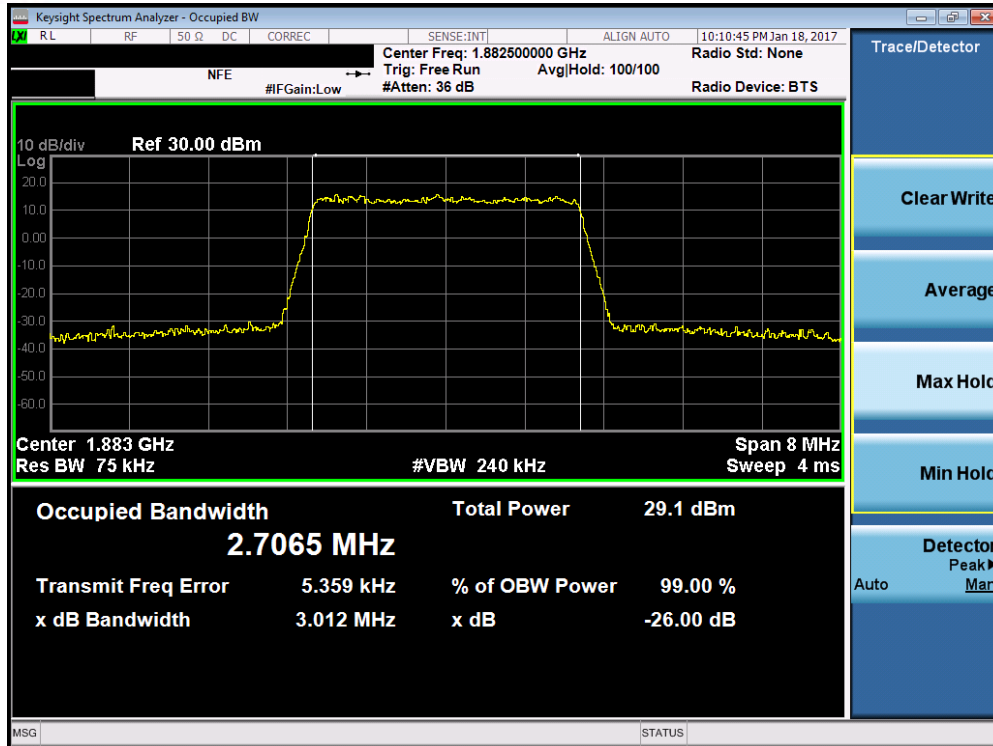 Keysight Spectrum Analyzer - Occupied BW
LXI RL RF 50 Ω DC CORREC SENSE:INT ALIGN AUTO 10:10:45 PM Jan 18, 2017
Center Freq: 1.882500000 GHz Radio Std: None
NFE Trig: Free Run Avg|Hold: 100/100
#IFGain:Low #Atten: 36 dB Radio Device: BTS
10 dB/div Ref 30.00 dBm
Log
20.0
10.0
0.00
-10.0
-20.0
-30.0
-40.0
-50.0
-60.0
Center 1.883 GHz Span 8 MHz
Res BW 75 kHz #VBW 240 kHz Sweep 4 ms
Occupied Bandwidth Total Power 29.1 dBm
2.7065 MHz
Transmit Freq Error 5.359 kHz % of OBW Power 99.00 %
x dB Bandwidth 3.012 MHz x dB -26.00 dB
MSG STATUS
Trace/Detector
Clear Write
Average
Max Hold
Min Hold
Detector
Peak
Auto Man